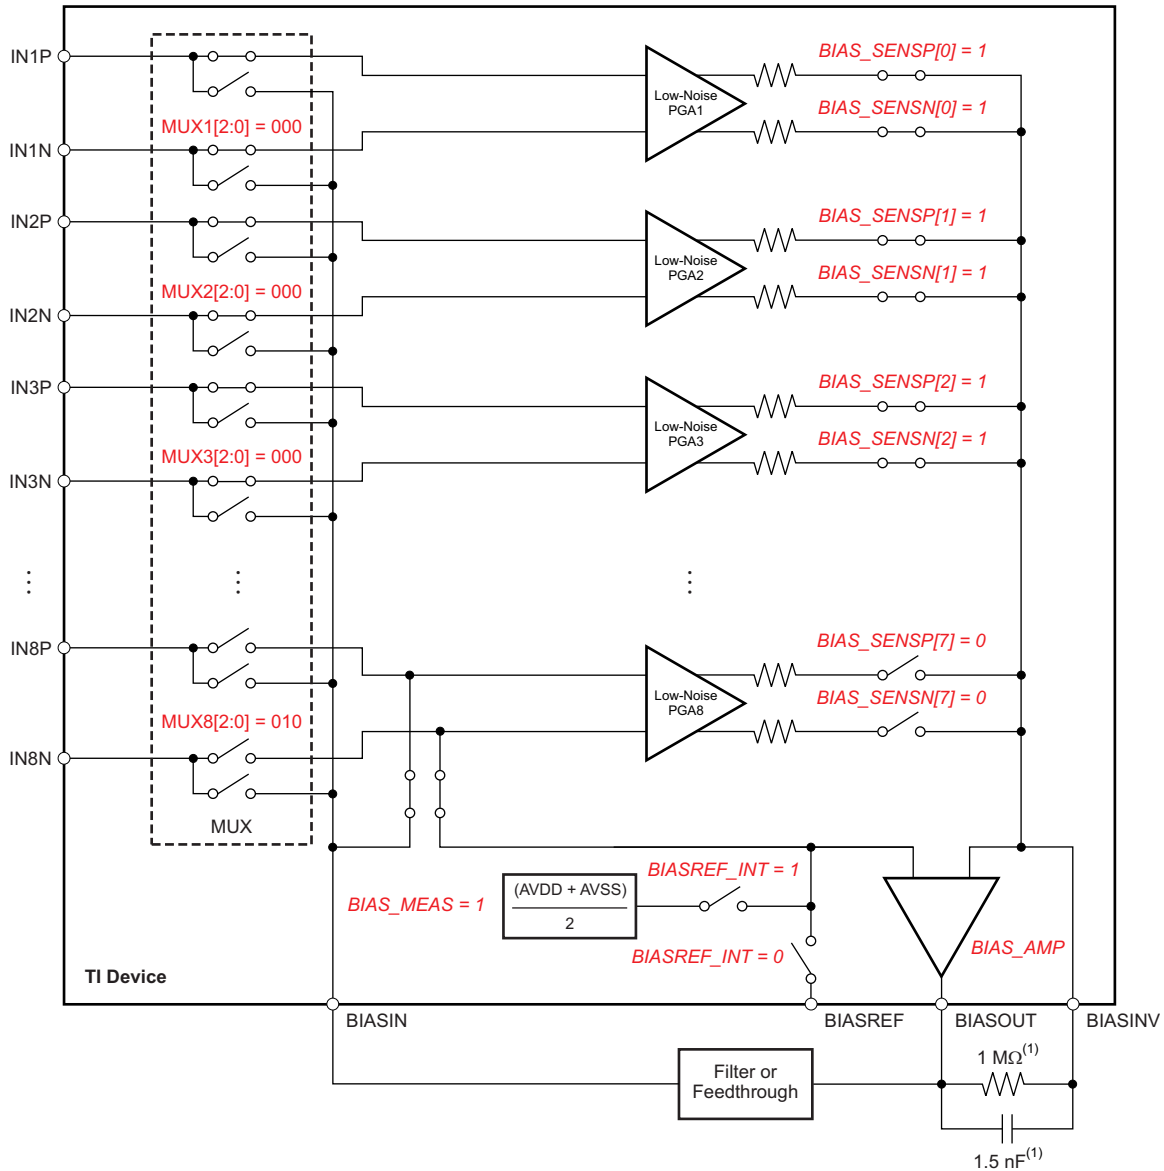 IN1P
BIAS_SENSP[0] = 1
Low-Noise
PGA1
BIAS_SENSN[0] = 1
MUX1[2:0] = 000
IN1N
IN2P
BIAS_SENSP[1] = 1
Low-Noise
PGA2
BIAS_SENSN[1] = 1
MUX2[2:0] = 000
IN2N
IN3P
BIAS_SENSP[2] = 1
Low-Noise
PGA3
BIAS_SENSN[2] = 1
MUX3[2:0] = 000
IN3N
IN8P
BIAS_SENSP[7] = 0
Low-Noise
PGA8
BIAS_SENSN[7] = 0
MUX8[2:0] = 010
IN8N
MUX
BIASREF_INT = 1
(AVDD + AVSS)
2
BIAS_MEAS = 1
BIASREF_INT = 0
BIAS_AMP
TI Device
BIASIN
BIASREF
BIASOUT
BIASINV
1 MΩ(1)
Filter or
Feedthrough
1.5 nF(1)